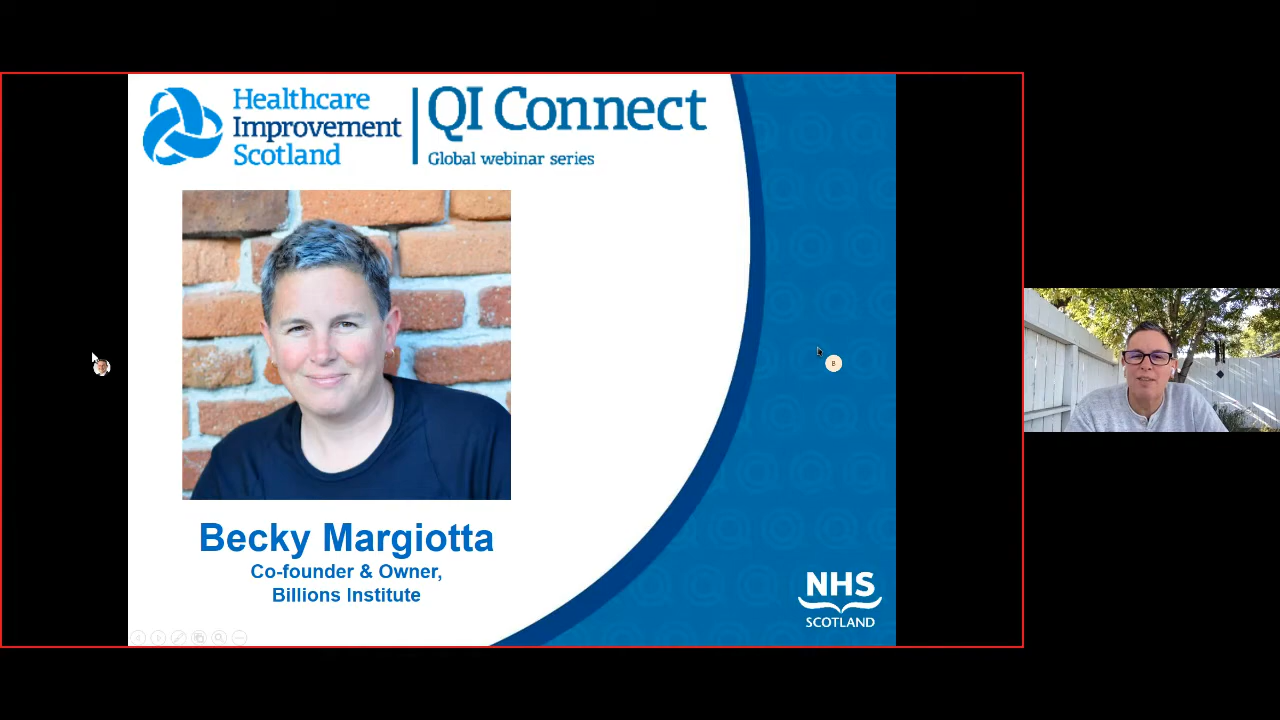 Healthcare
Improvement
Scotland
QI Connect
Global webinar series
Becky Margiotta
Co-founder & Owner,
Billions Institute
B
NHS
SCOTLAND